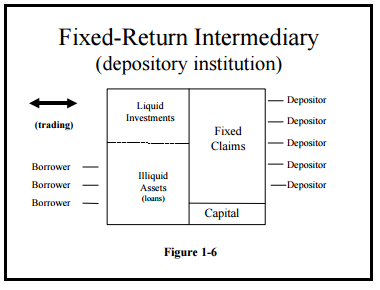 Fixed-Return Intermediary
(depository institution)
(trading)
Borrower
Borrower
Borrower
Liquid
Investments
Illiquid
Assets
(loans)
Fixed
Claims
Capital
Depositor
Depositor
Depositor
Depositor
Depositor
Figure 1-6